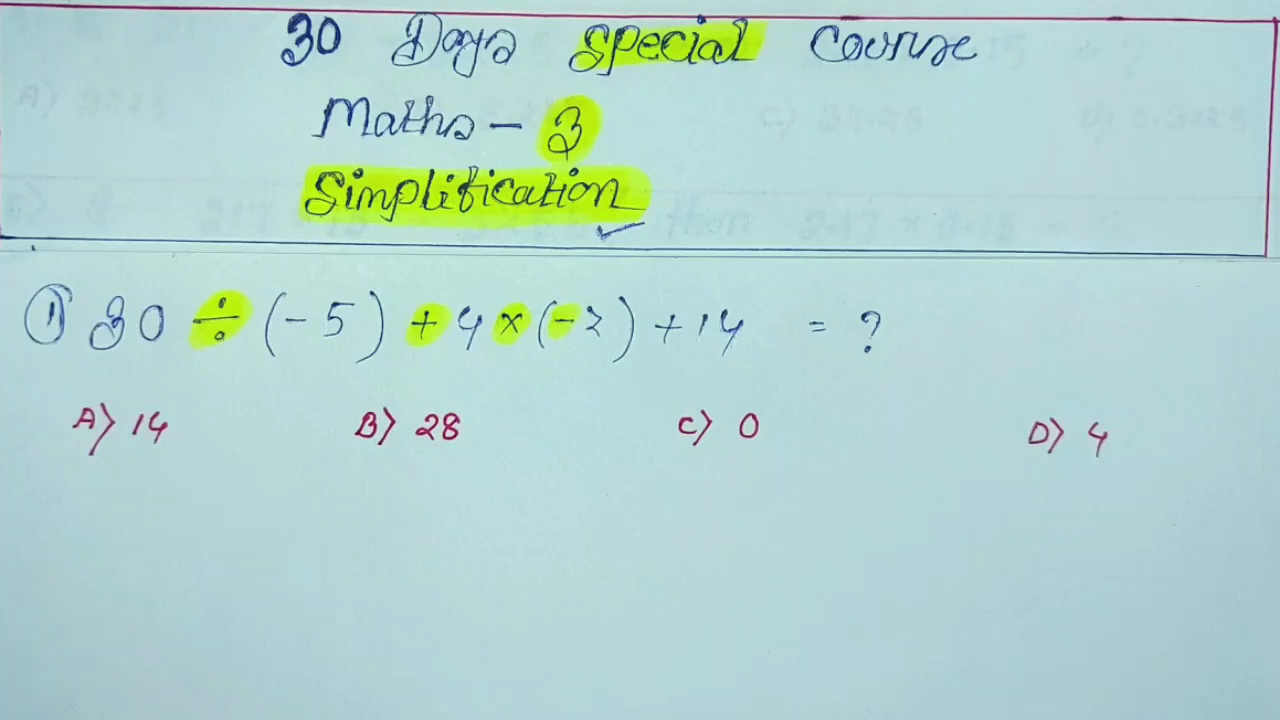 30 Days special Course
Maths - 3
Simplification
1) 30 ÷ (-5) + 4 × (-2) + 14 = ?
A) 14 B) 28 C) 0 D) 4